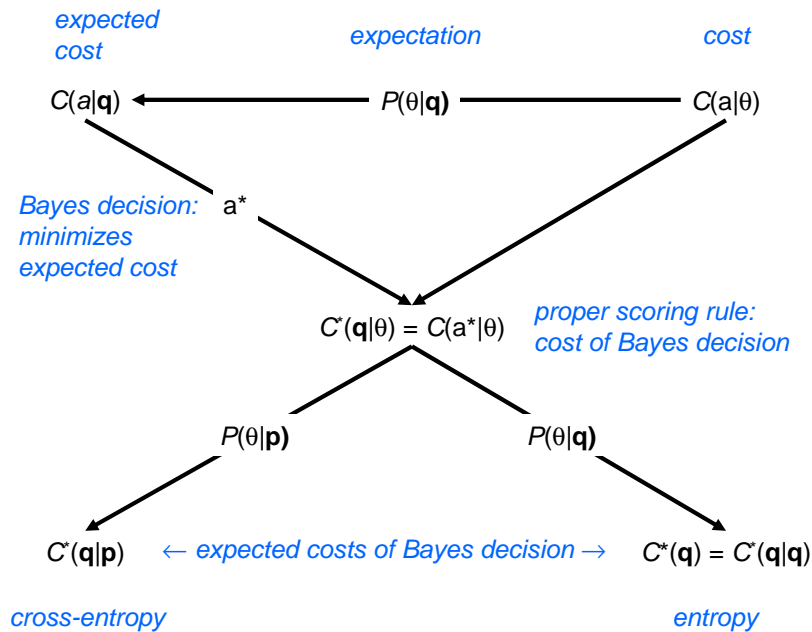 expected
cost
expectation
cost
C(a|q)
P(θ|q)
C(a|θ)
Bayes decision:
minimizes
expected cost
a*
C*(q|θ) = C(a*|θ)
proper scoring rule:
cost of Bayes decision
P(θ|p)
P(θ|q)
C*(q|p)
← expected costs of Bayes decision →
C*(q) = C*(q|q)
cross-entropy
entropy